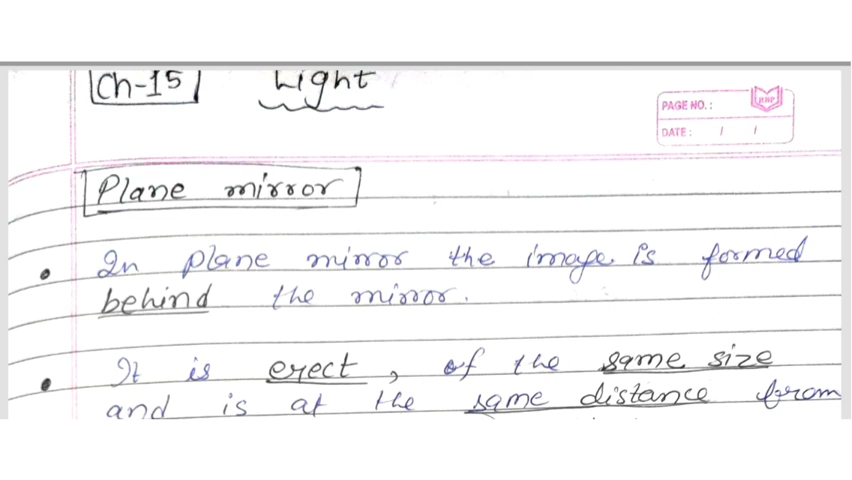 Ch-15 Light
PAGE NO.:
DATE: / /
Plane mirror
• In plane mirror the image is formed
behind the mirror.
• It is erect, of the same size
and is at the same distance from